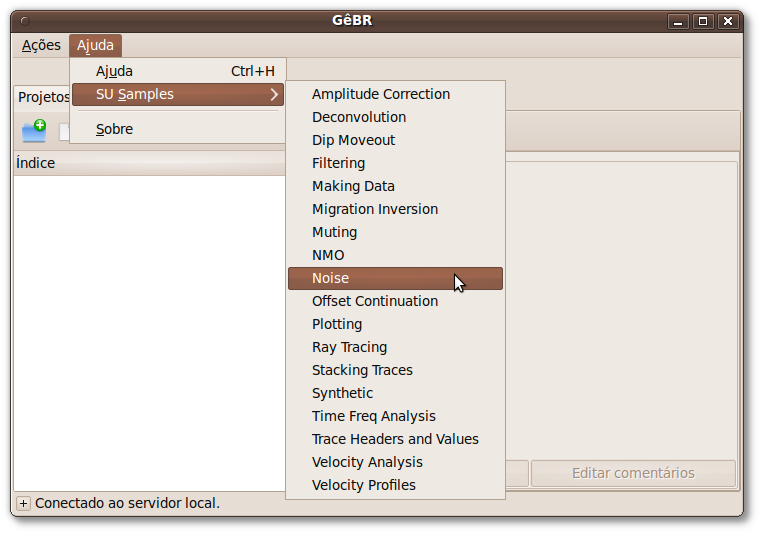 GêBR
Ações Ajuda
Ajuda Ctrl+H
SU Samples
Sobre
Projetos
Índice
Amplitude Correction
Deconvolution
Dip Moveout
Filtering
Making Data
Migration Inversion
Muting
NMO
Noise
Offset Continuation
Plotting
Ray Tracing
Stacking Traces
Synthetic
Time Freq Analysis
Trace Headers and Values
Velocity Analysis
Velocity Profiles
Editar comentários
Conectado ao servidor local.